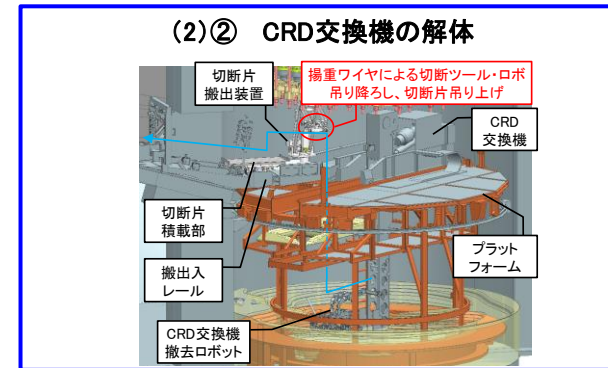 (2)② CRD交換機の解体
切断片
搬出装置
揚重ワイヤによる切断ツール・ロボ
吊り降ろし、切断片吊り上げ
CRD
交換機
切断片
積載部
搬出入
レール
プラット
フォーム
CRD交換機
撤去ロボット